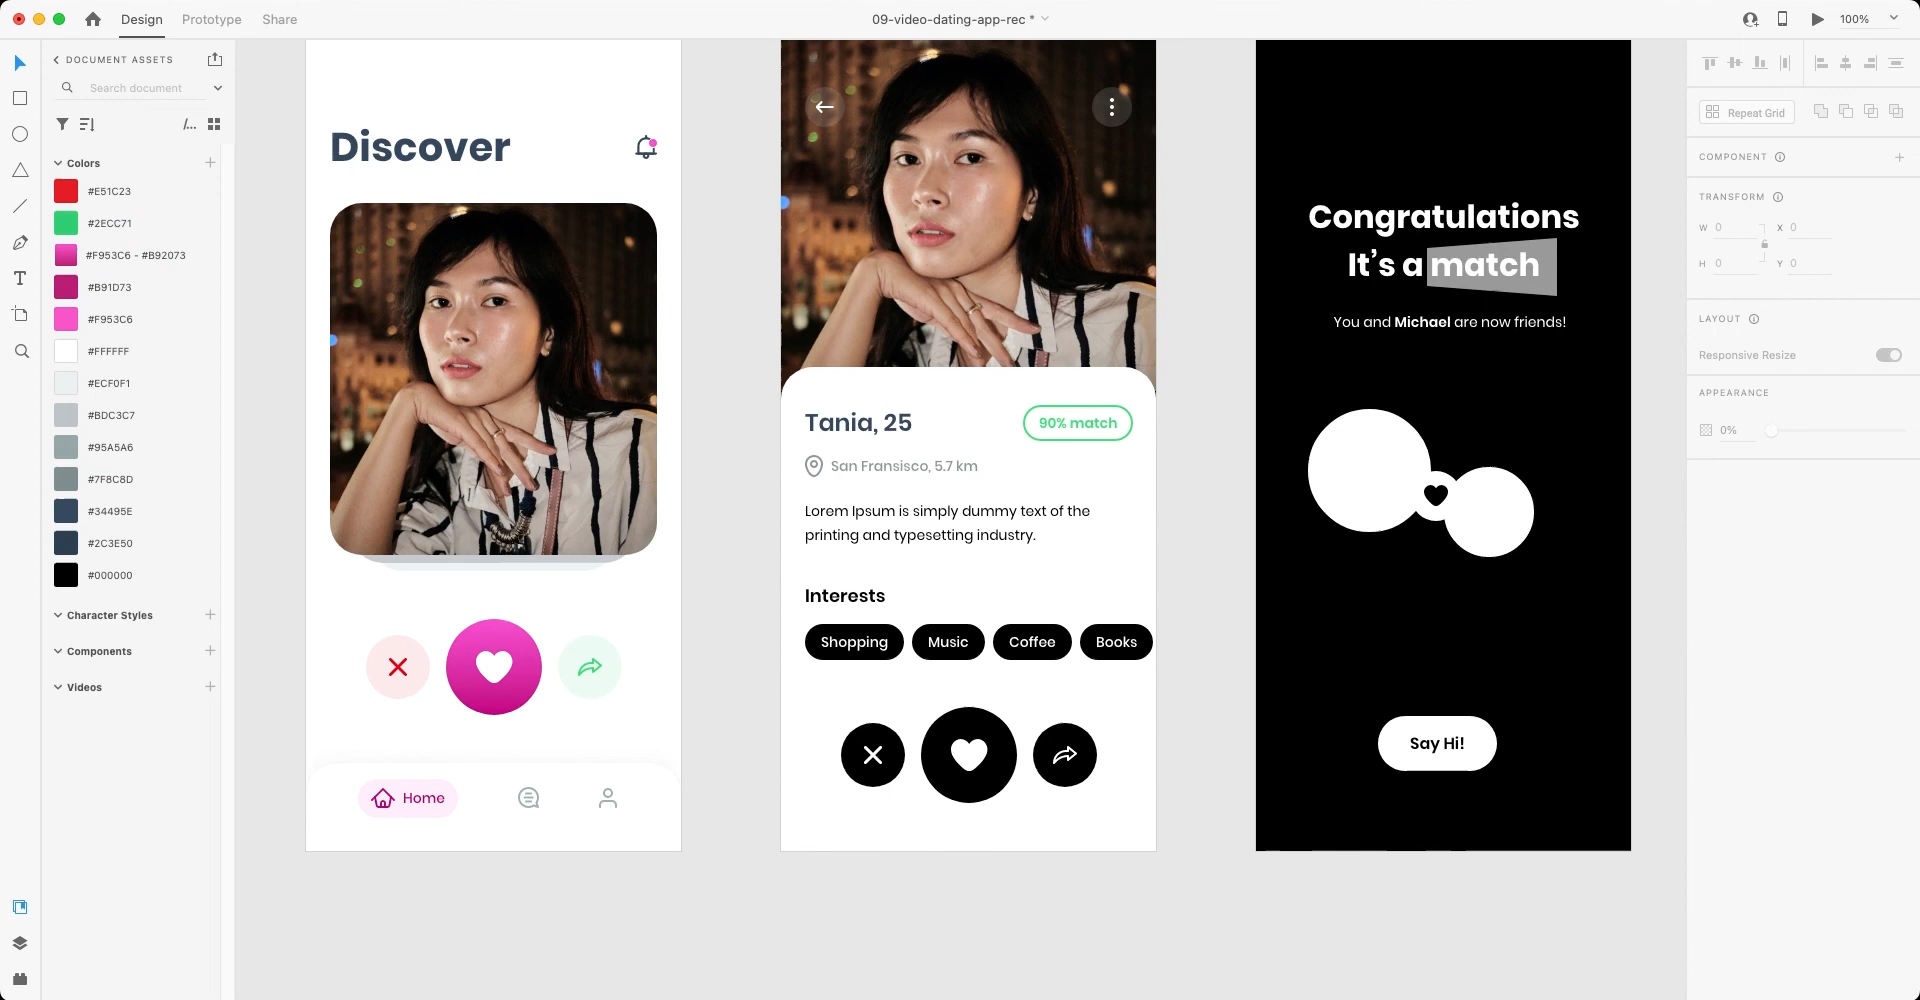 Design
Prototype
Share
09-video-dating-app-rec *
100%
DOCUMENT ASSETS
Search document
/...
Colors
#E51C23
#2ECC71
#F953C6 - #B92073
#B91D73
#F953C6
#FFFFFF
#ECF0F1
#BDC3C7
#95A5A6
#7F8C8D
#34495E
#2C3E50
#000000
Character Styles
Components
Videos
Discover
Home
Tania, 25
90% match
San Fransisco, 5.7 km
Lorem Ipsum is simply dummy text of the
printing and typesetting industry.
Interests
Shopping
Music
Coffee
Books
Congratulations
It’s a match
You and Michael are now friends!
Say Hi!
Repeat Grid
COMPONENT
TRANSFORM
W 0
X 0
H 0
Y 0
LAYOUT
Responsive Resize
APPEARANCE
0%